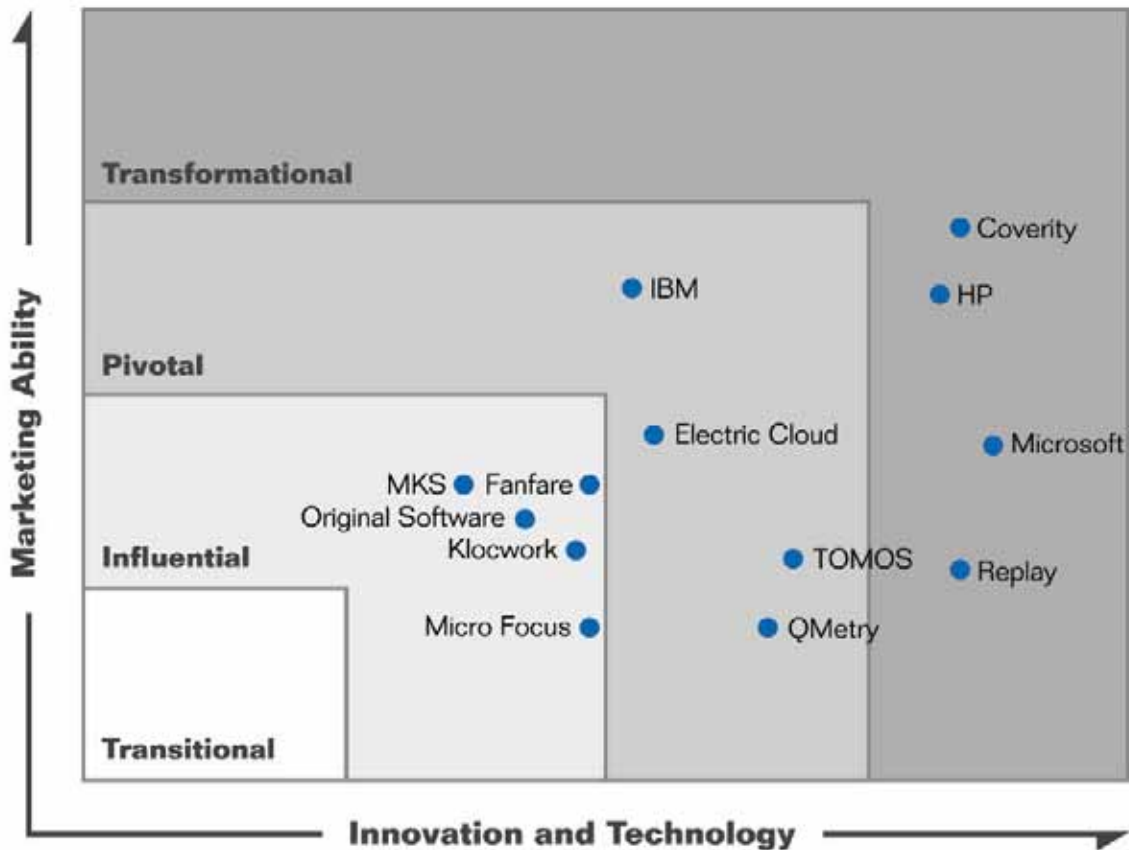 Marketing Ability
Transformational
Coverity
IBM
HP
Pivotal
Electric Cloud
Microsoft
MKS
Fanfare
Original Software
Klocwork
Influential
TOMOS
Replay
Micro Focus
QMetry
Transitional
Innovation and Technology